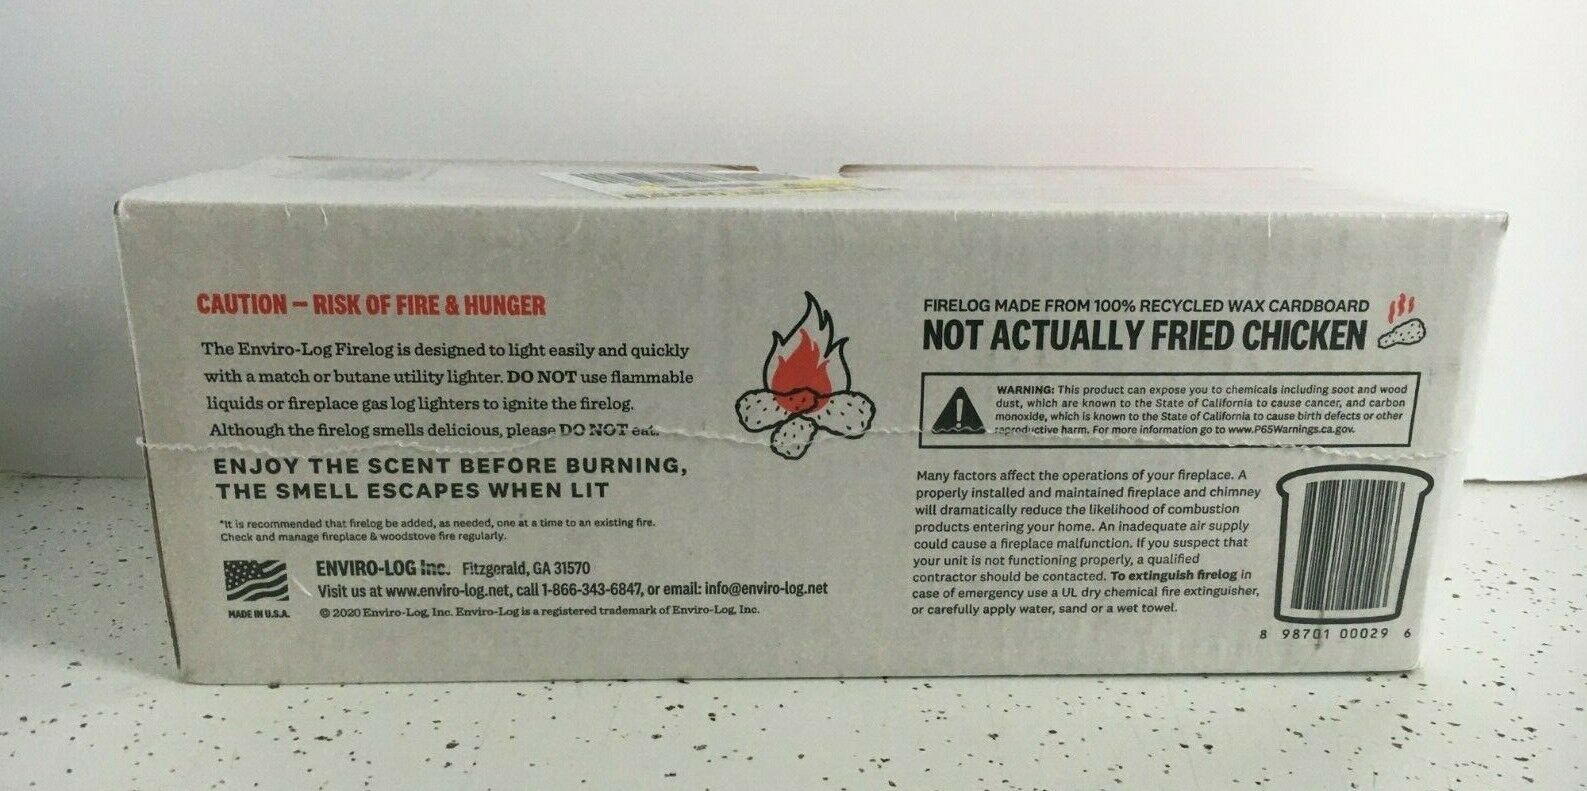 CAUTION – RISK OF FIRE & HUNGER
The Enviro-Log Firelog is designed to light easily and quickly
with a match or butane utility lighter. DO NOT use flammable
liquids or fireplace gas log lighters to ignite the firelog.
Although the firelog smells delicious, please DO NOT eat.
ENJOY THE SCENT BEFORE BURNING,
THE SMELL ESCAPES WHEN LIT
*It is recommended that firelog be added, as needed, one at a time to an existing fire.
Check and manage fireplace & woodstove fire regularly.
MADE IN U.S.A.
ENVIRO-LOG Inc. Fitzgerald, GA 31570
Visit us at www.enviro-log.net, call 1-866-343-6847, or email: info@enviro-log.net
© 2020 Enviro-Log, Inc. Enviro-Log is a registered trademark of Enviro-Log, Inc.
FIRELOG MADE FROM 100% RECYCLED WAX CARDBOARD
NOT ACTUALLY FRIED CHICKEN
WARNING: This product can expose you to chemicals including soot and wood
dust, which are known to the State of California to cause cancer, and carbon
monoxide, which is known to the State of California to cause birth defects or other
reproductive harm. For more information go to www.P65Warnings.ca.gov.
Many factors affect the operations of your fireplace. A
properly installed and maintained fireplace and chimney
will dramatically reduce the likelihood of combustion
products entering your home. An inadequate air supply
could cause a fireplace malfunction. If you suspect that
your unit is not functioning properly, a qualified
contractor should be contacted. To extinguish firelog in
case of emergency use a UL dry chemical fire extinguisher,
or carefully apply water, sand or a wet towel.
8 98701 00029 6